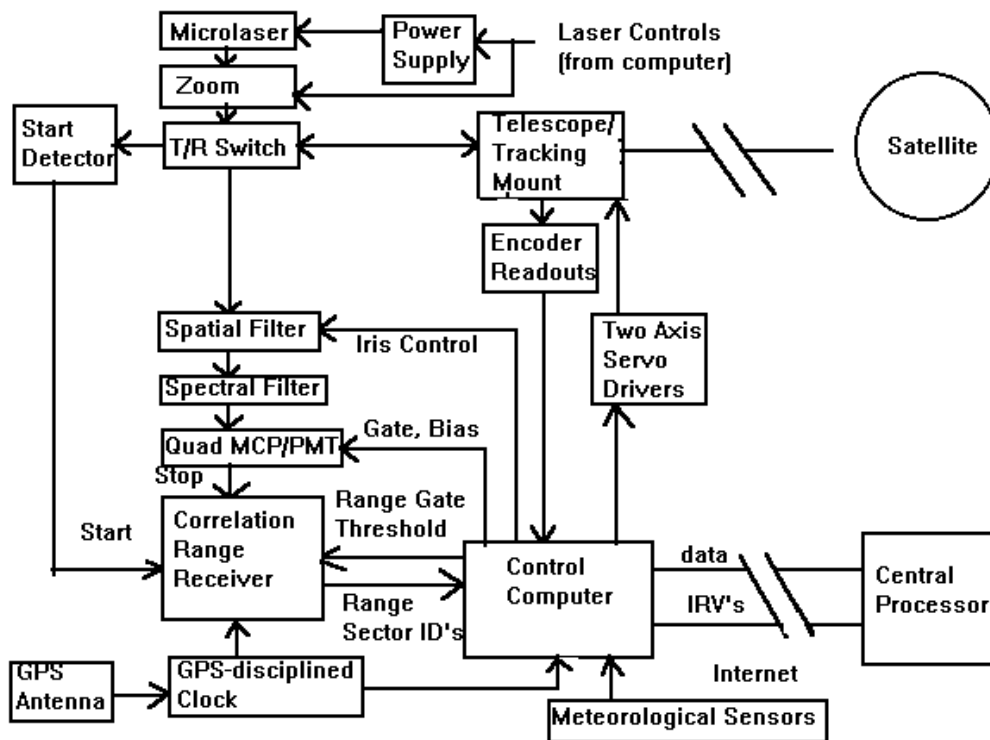 Microlaser
Power
Supply
Laser Controls
(from computer)
Zoom
Start
Detector
T/R Switch
Telescope/
Tracking
Mount
Satellite
Encoder
Readouts
Spatial Filter
Iris Control
Two Axis
Servo
Drivers
Spectral Filter
Quad MCP/PMT
Gate, Bias
Stop
Start
Correlation
Range
Receiver
Range Gate
Threshold
Range
Sector ID's
Control
Computer
data
IRV's
Internet
Central
Processor
GPS
Antenna
GPS-disciplined
Clock
Meteorological Sensors